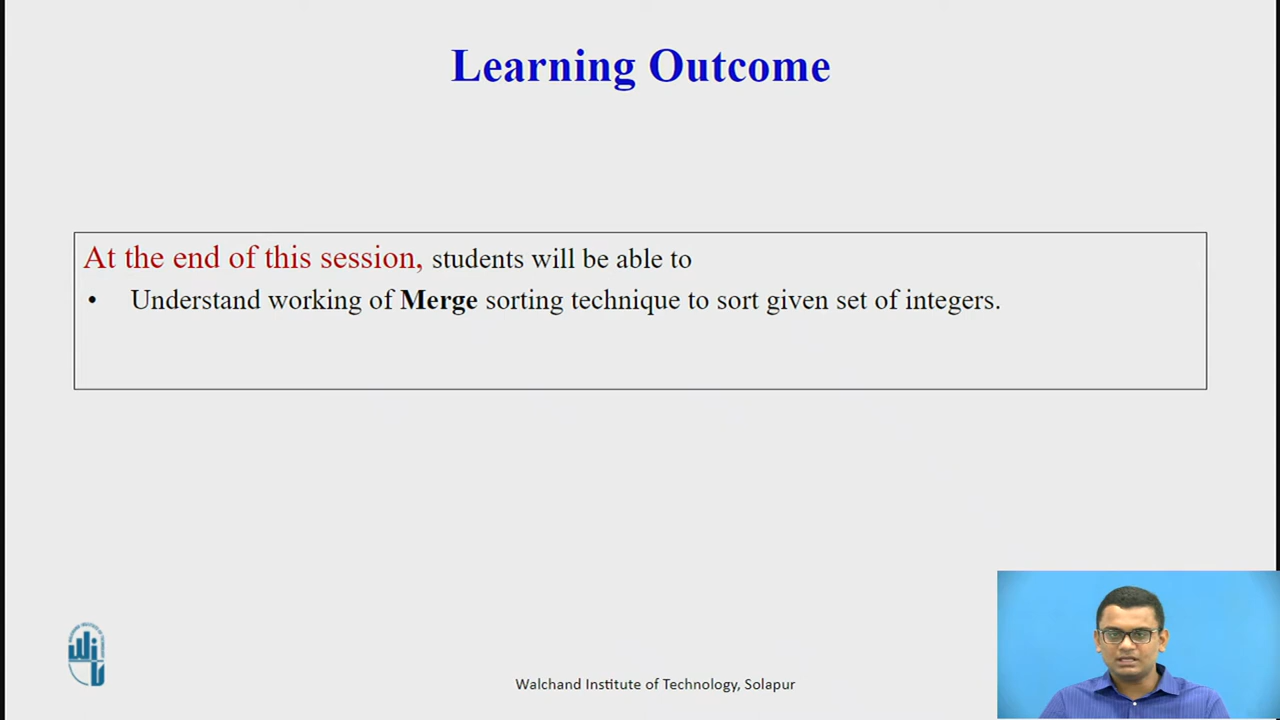 Learning Outcome
At the end of this session, students will be able to
• Understand working of Merge sorting technique to sort given set of integers.
WIT
Walchand Institute of Technology, Solapur